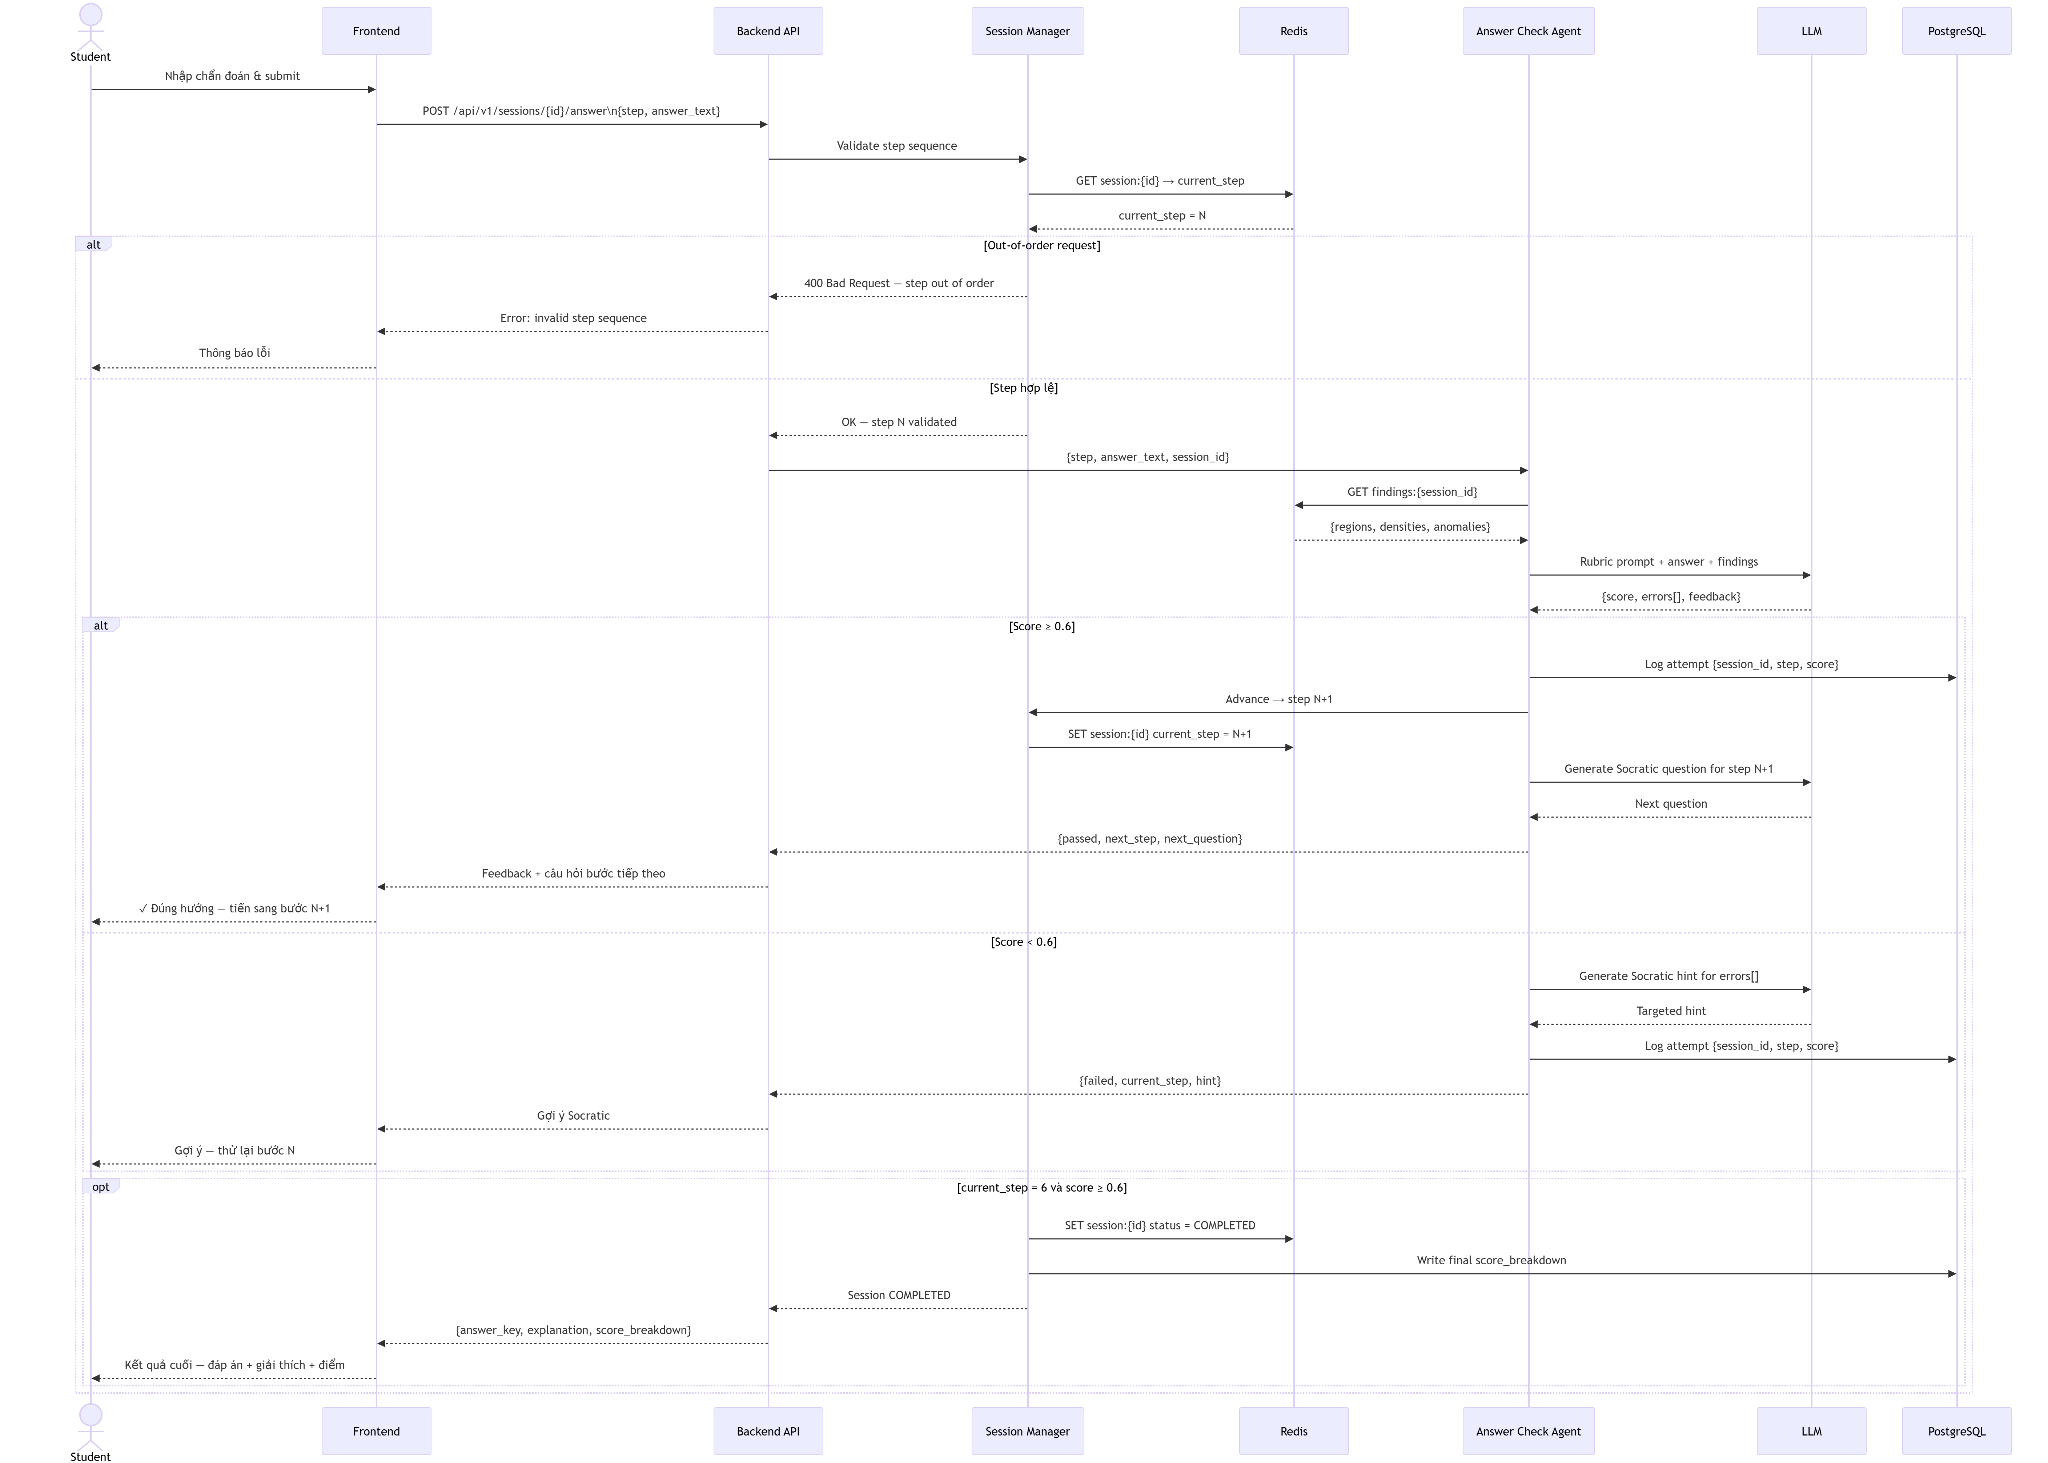 Student
Frontend
Backend API
Session Manager
Redis
Answer Check Agent
LLM
PostgreSQL
Nhập chẩn đoán & submit
POST /api/v1/sessions/{id}/answer\n{step, answer_text}
Validate step sequence
GET session:{id} → current_step
current_step = N
alt
[Out-of-order request]
400 Bad Request — step out of order
Error: invalid step sequence
Thông báo lỗi
[Step hợp lệ]
OK — step N validated
{step, answer_text, session_id}
GET findings:{session_id}
{regions, densities, anomalies}
Rubric prompt + answer + findings
{score, errors[], feedback}
alt
[Score ≥ 0.6]
Log attempt {session_id, step, score}
Advance → step N+1
SET session:{id} current_step = N+1
Generate Socratic question for step N+1
Next question
{passed, next_step, next_question}
Feedback + câu hỏi bước tiếp theo
✓ Đúng hướng — tiến sang bước N+1
[Score < 0.6]
Generate Socratic hint for errors[]
Targeted hint
Log attempt {session_id, step, score}
{failed, current_step, hint}
Gợi ý Socratic
Gợi ý — thử lại bước N
opt
[current_step = 6 và score ≥ 0.6]
SET session:{id} status = COMPLETED
Write final score_breakdown
Session COMPLETED
{answer_key, explanation, score_breakdown}
Kết quả cuối — đáp án + giải thích + điểm
Student
Frontend
Backend API
Session Manager
Redis
Answer Check Agent
LLM
PostgreSQL